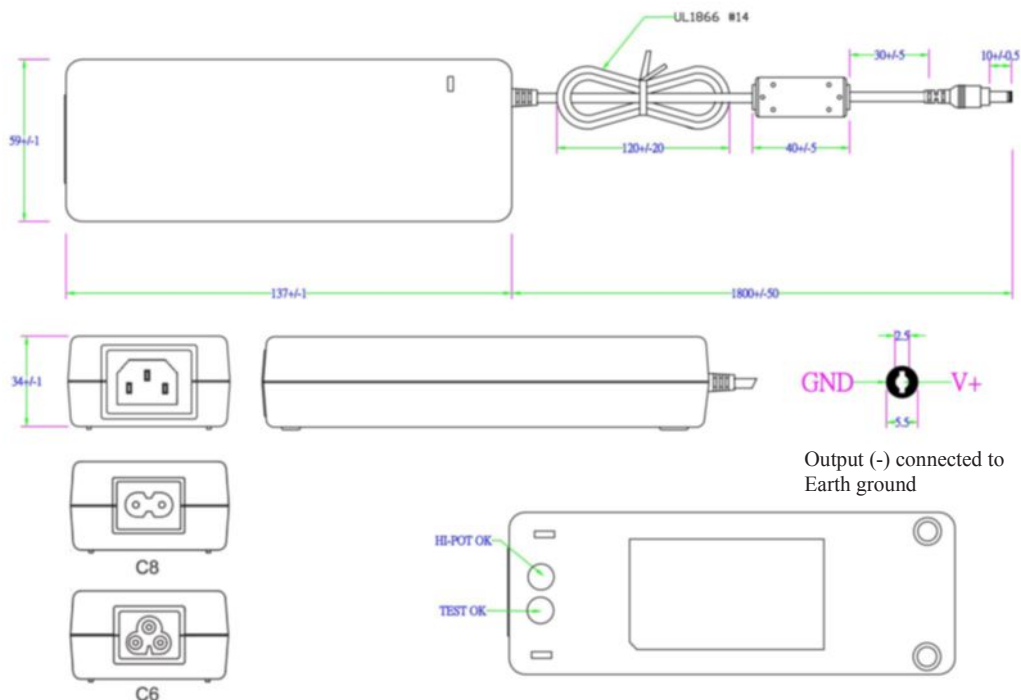 UL1866 #14
30+/-5
10+/-0.5
59+/-1
120+/-20
40+/-5
137+/-1
1800+/-50
34+/-1
2.5
GND
V+
5.5
Output (-) connected to
Earth ground
C8
HI-POT OK
TEST OK
C6